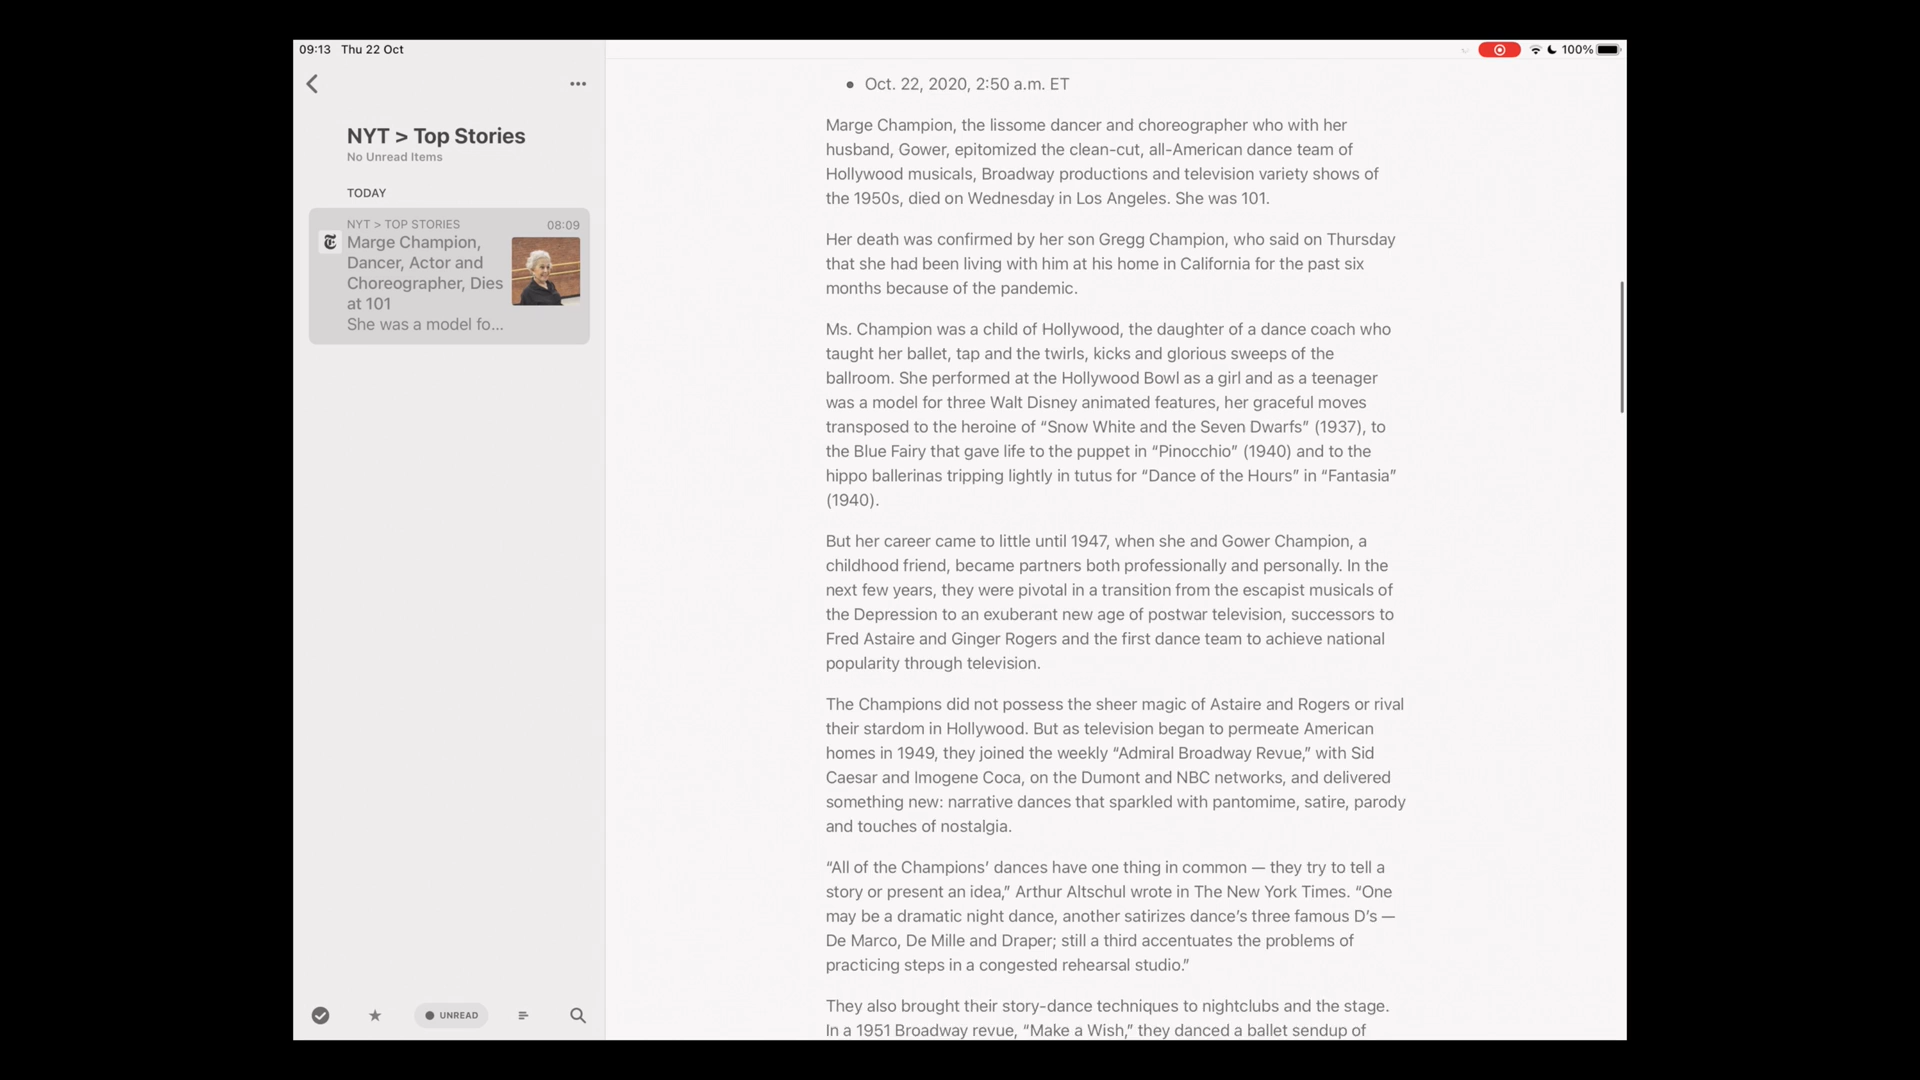 09:13 Thu 22 Oct
100%
NYT > Top Stories
No Unread Items
TODAY
NYT > TOP STORIES
08:09
Marge Champion,
Dancer, Actor and
Choreographer, Dies
at 101
She was a model fo...
UNREAD
• Oct. 22, 2020, 2:50 a.m. ET
Marge Champion, the lissome dancer and choreographer who with her
husband, Gower, epitomized the clean-cut, all-American dance team of
Hollywood musicals, Broadway productions and television variety shows of
the 1950s, died on Wednesday in Los Angeles. She was 101.
Her death was confirmed by her son Gregg Champion, who said on Thursday
that she had been living with him at his home in California for the past six
months because of the pandemic.
Ms. Champion was a child of Hollywood, the daughter of a dance coach who
taught her ballet, tap and the twirls, kicks and glorious sweeps of the
ballroom. She performed at the Hollywood Bowl as a girl and as a teenager
was a model for three Walt Disney animated features, her graceful moves
transposed to the heroine of “Snow White and the Seven Dwarfs” (1937), to
the Blue Fairy that gave life to the puppet in “Pinocchio” (1940) and to the
hippo ballerinas tripping lightly in tutus for “Dance of the Hours” in “Fantasia”
(1940).
But her career came to little until 1947, when she and Gower Champion, a
childhood friend, became partners both professionally and personally. In the
next few years, they were pivotal in a transition from the escapist musicals of
the Depression to an exuberant new age of postwar television, successors to
Fred Astaire and Ginger Rogers and the first dance team to achieve national
popularity through television.
The Champions did not possess the sheer magic of Astaire and Rogers or rival
their stardom in Hollywood. But as television began to permeate American
homes in 1949, they joined the weekly “Admiral Broadway Revue,” with Sid
Caesar and Imogene Coca, on the Dumont and NBC networks, and delivered
something new: narrative dances that sparkled with pantomime, satire, parody
and touches of nostalgia.
“All of the Champions’ dances have one thing in common — they try to tell a
story or present an idea,” Arthur Altschul wrote in The New York Times. “One
may be a dramatic night dance, another satirizes dance’s three famous D’s —
De Marco, De Mille and Draper; still a third accentuates the problems of
practicing steps in a congested rehearsal studio.”
They also brought their story-dance techniques to nightclubs and the stage.
In a 1951 Broadway revue, “Make a Wish,” they danced a ballet sendup of